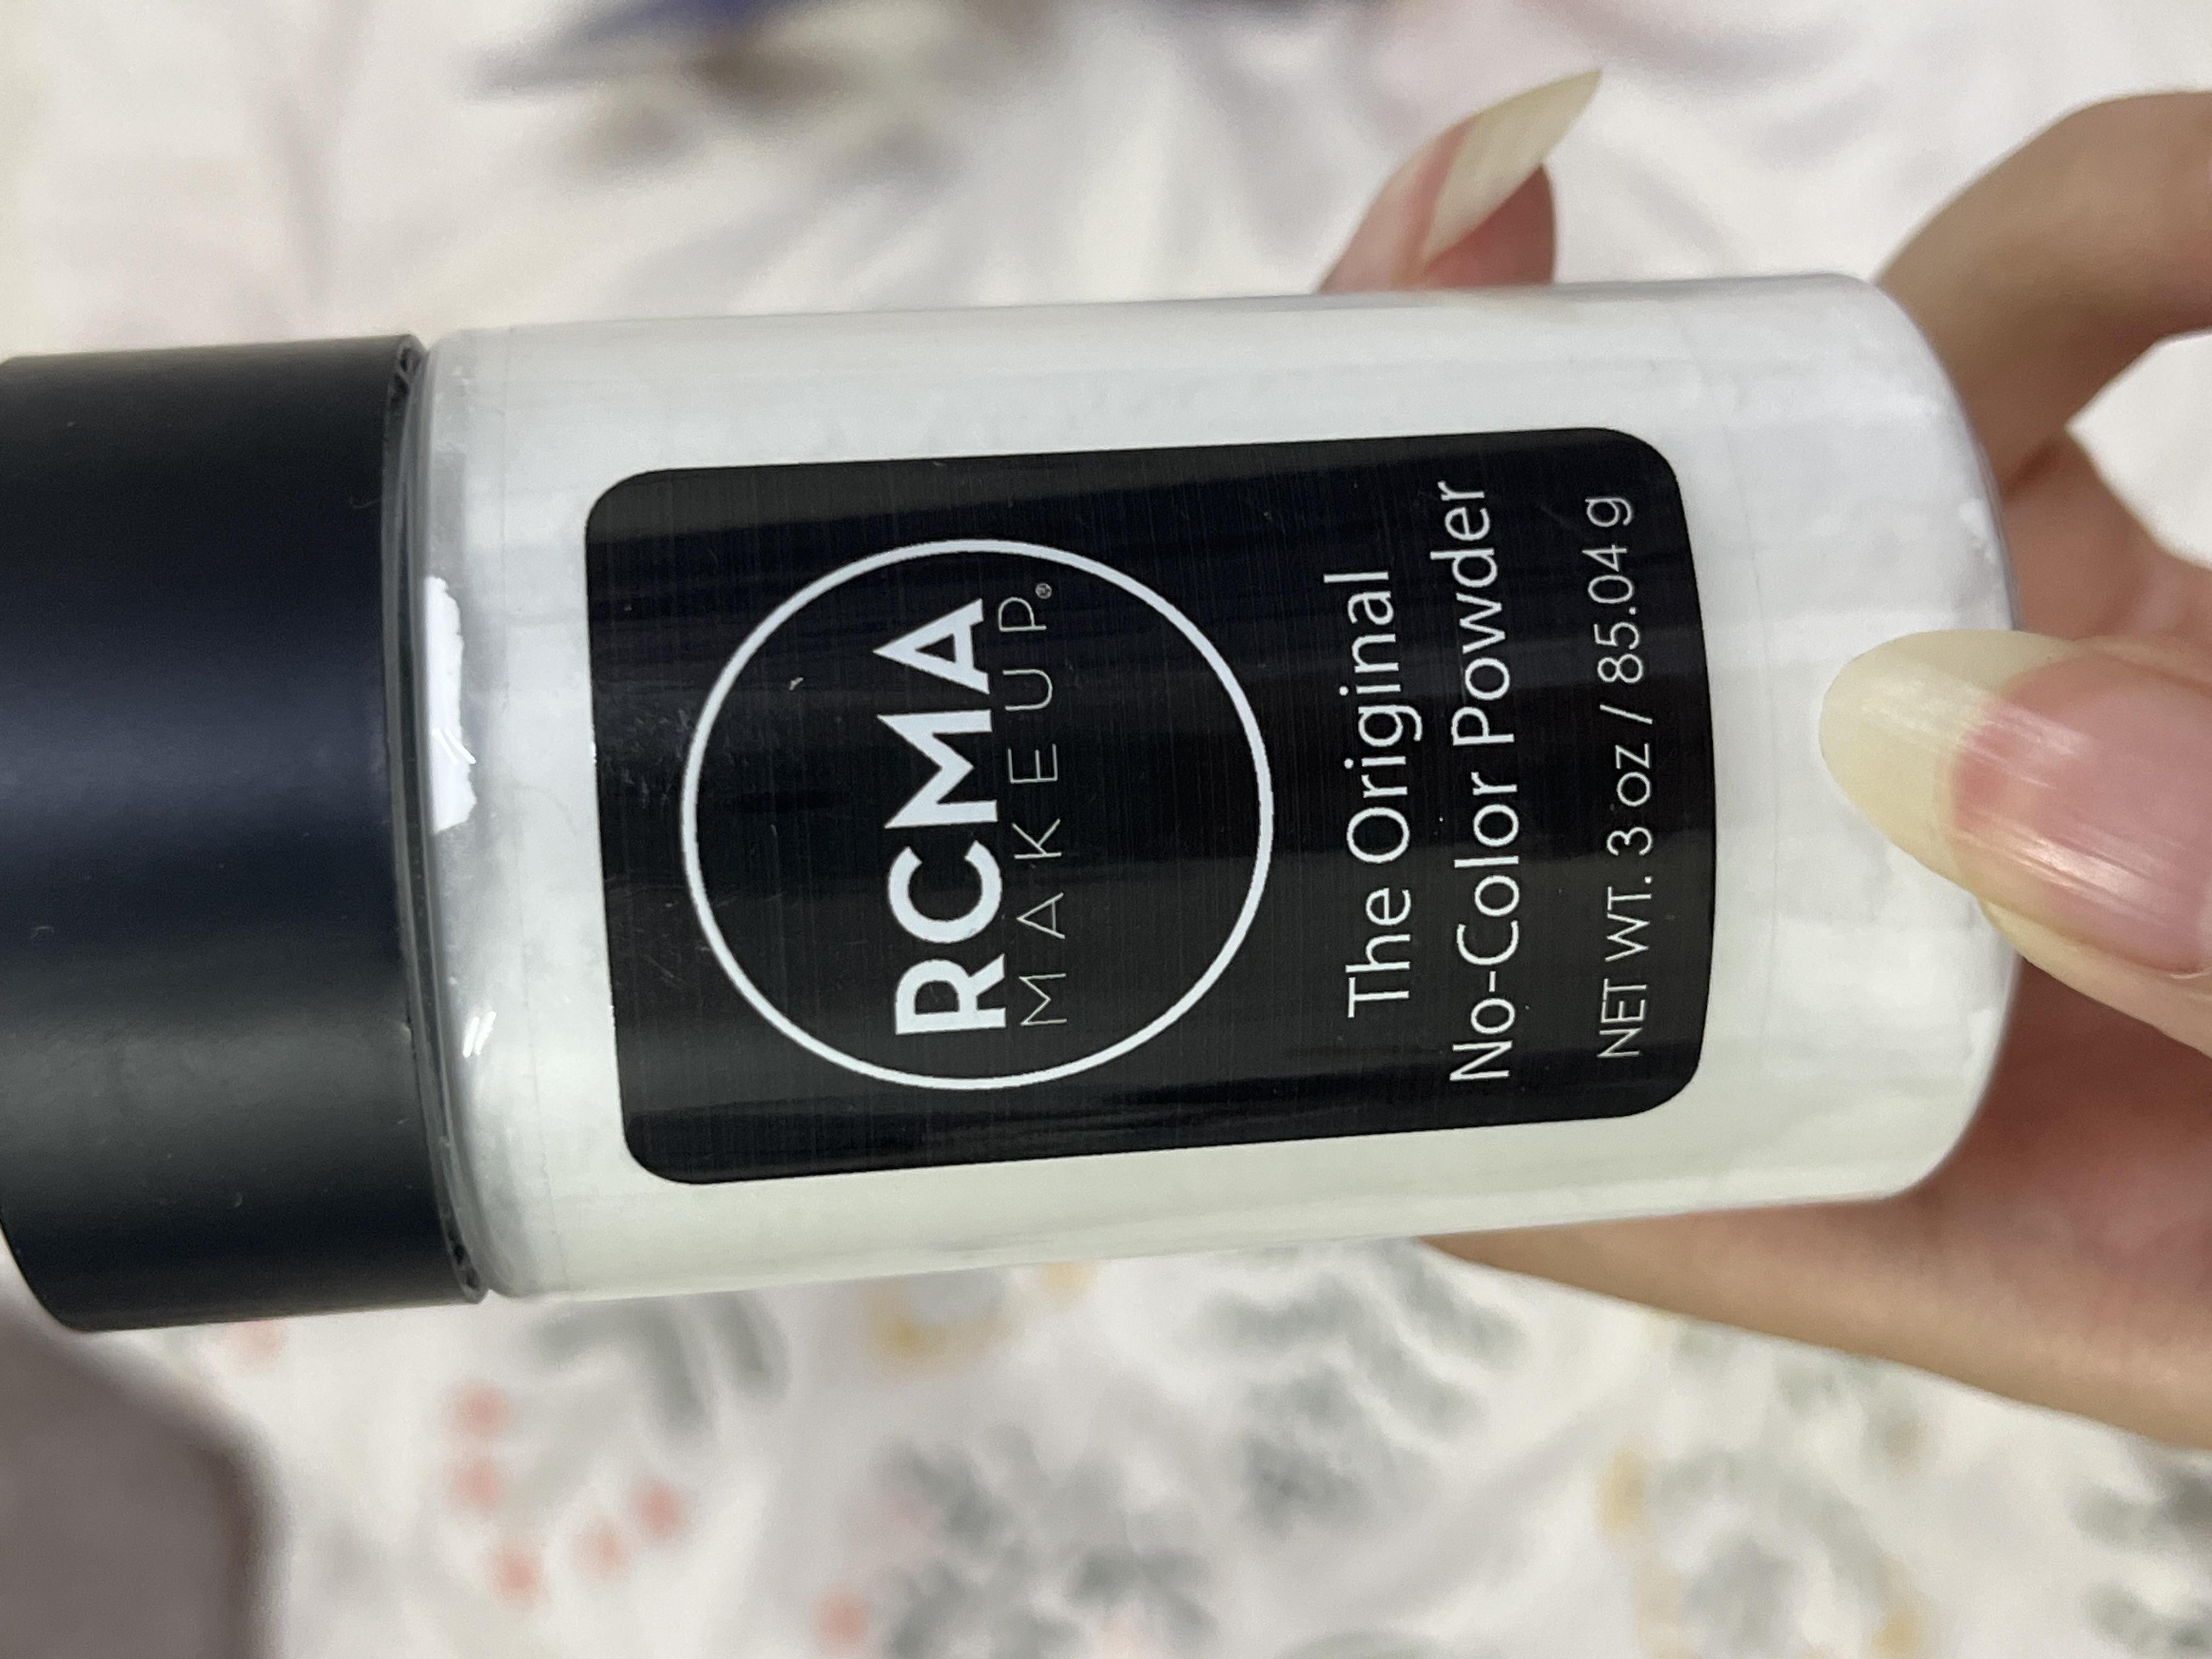 RCMA
MAKEUP®
The Original
No-Color Powder
NET WT. 3 oz / 85.04 g